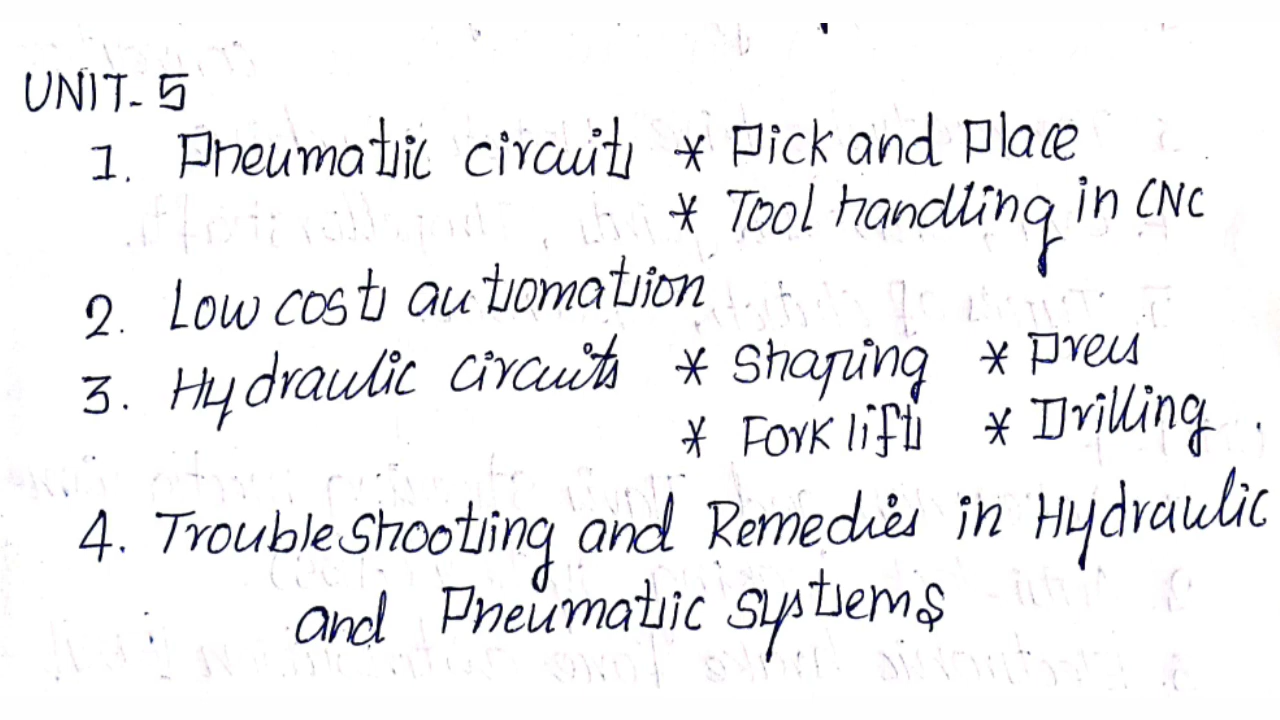 UNIT-5
1. Pneumatic circuits * Pick and Place
* Tool handling in CNC
2. Low cost automation
3. Hydraulic circuits * Shaping * Press
* Fork lift * Drilling.
4. Trouble Shooting and Remedies in Hydraulic
and Pneumatic systems